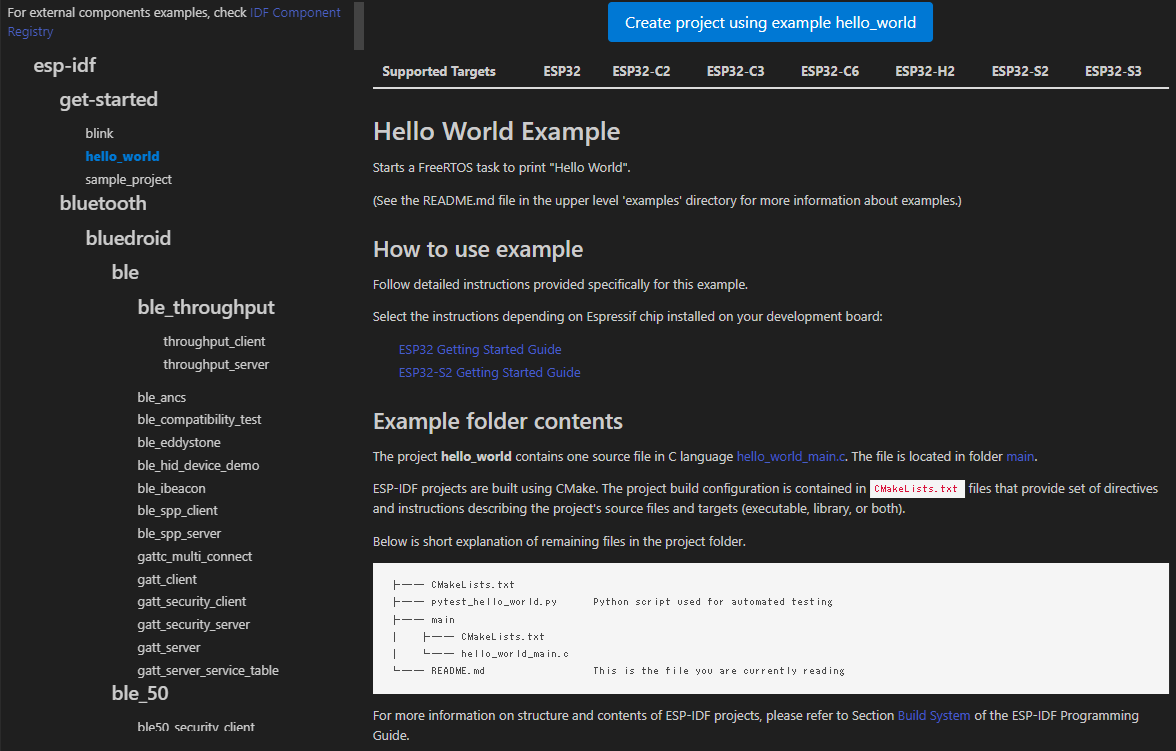 For external components examples, check IDF Component
Registry
esp-idf
get-started
blink
hello_world
sample_project
bluetooth
bluedroid
ble
ble_throughput
throughput_client
throughput_server
ble_ancs
ble_compatibility_test
ble_eddystone
ble_hid_device_demo
ble_ibeacon
ble_spp_client
ble_spp_server
gattc_multi_connect
gatt_client
gatt_security_client
gatt_security_server
gatt_server
gatt_server_service_table
ble_50
ble50_security_client
Create project using example hello_world
Supported Targets ESP32 ESP32-C2 ESP32-C3 ESP32-C6 ESP32-H2 ESP32-S2 ESP32-S3
Hello World Example
Starts a FreeRTOS task to print "Hello World".
(See the README.md file in the upper level 'examples' directory for more information about examples.)
How to use example
Follow detailed instructions provided specifically for this example.
Select the instructions depending on Espressif chip installed on your development board:
ESP32 Getting Started Guide
ESP32-S2 Getting Started Guide
Example folder contents
The project hello_world contains one source file in C language hello_world_main.c. The file is located in folder main.
ESP-IDF projects are built using CMake. The project build configuration is contained in CMakeLists.txt files that provide set of directives
and instructions describing the project's source files and targets (executable, library, or both).
Below is short explanation of remaining files in the project folder.
├── CMakeLists.txt
├── pytest_hello_world.py Python script used for automated testing
├── main
│ ├── CMakeLists.txt
│ └── hello_world_main.c
└── README.md This is the file you are currently reading
For more information on structure and contents of ESP-IDF projects, please refer to Section Build System of the ESP-IDF Programming
Guide.